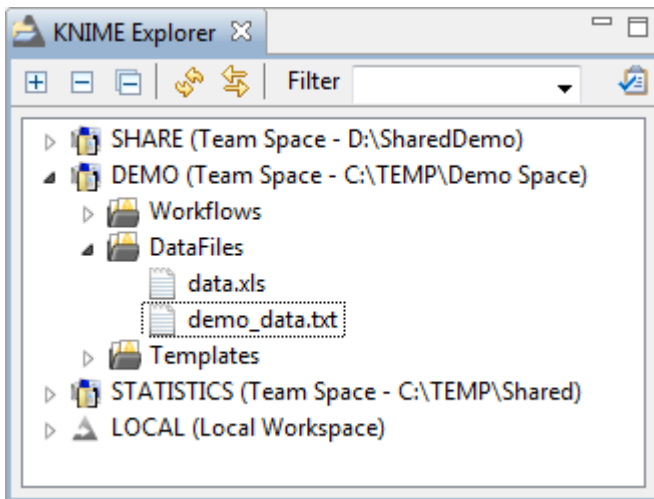 KNIME Explorer
Filter
SHARE (Team Space - D:\SharedDemo)
DEMO (Team Space - C:\TEMP\Demo Space)
Workflows
DataFiles
data.xls
demo_data.txt
Templates
STATISTICS (Team Space - C:\TEMP\Shared)
LOCAL (Local Workspace)